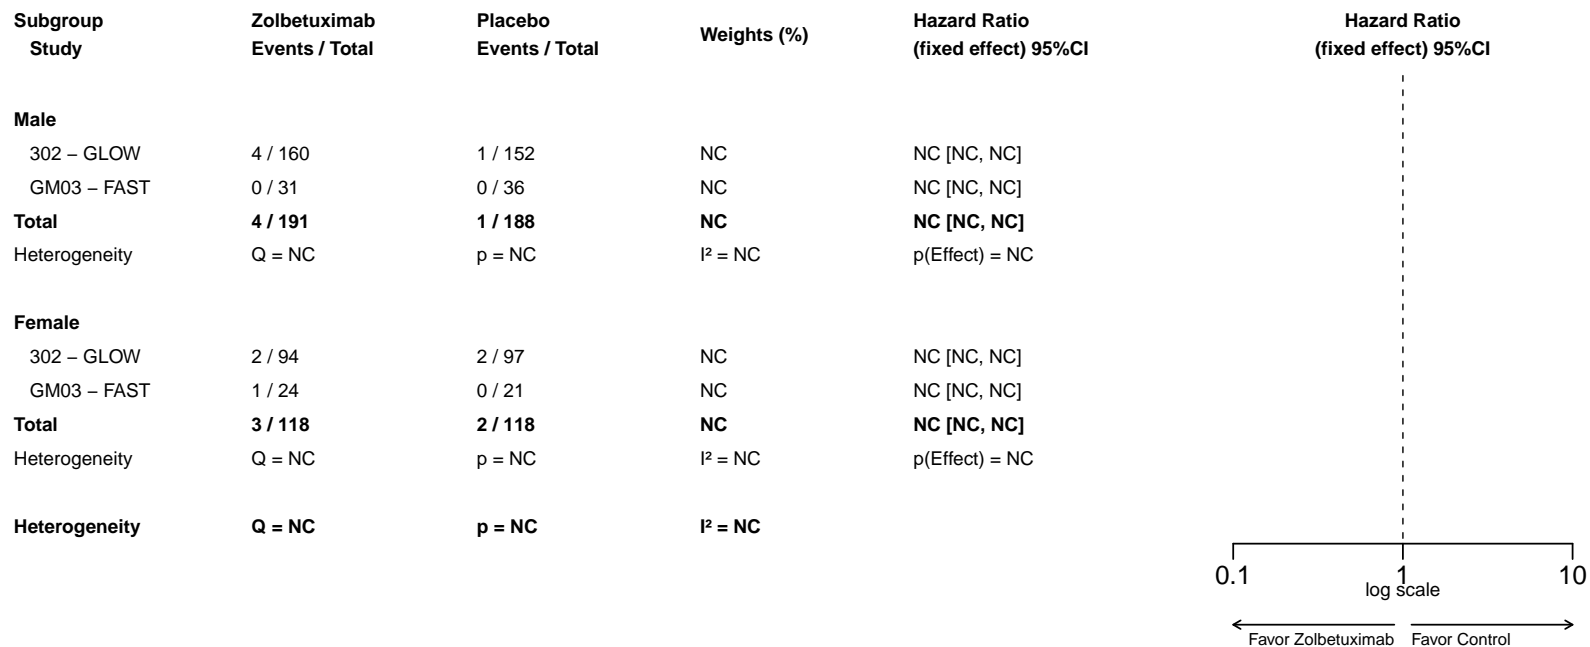 Subgroup Zolbetuximab Placebo Weights (%) Hazard Ratio Hazard Ratio
Study Events / Total Events / Total (fixed effect) 95%CI (fixed effect) 95%CI
Male
302 – GLOW 4 / 160 1 / 152 NC NC [NC, NC]
GM03 – FAST 0 / 31 0 / 36 NC NC [NC, NC]
Total 4 / 191 1 / 188 NC NC [NC, NC]
Heterogeneity Q = NC p = NC I² = NC p(Effect) = NC
Female
302 – GLOW 2 / 94 2 / 97 NC NC [NC, NC]
GM03 – FAST 1 / 24 0 / 21 NC NC [NC, NC]
Total 3 / 118 2 / 118 NC NC [NC, NC]
Heterogeneity Q = NC p = NC I² = NC p(Effect) = NC
Heterogeneity Q = NC p = NC I² = NC
0.1 1 10
log scale
Favor Zolbetuximab Favor Control